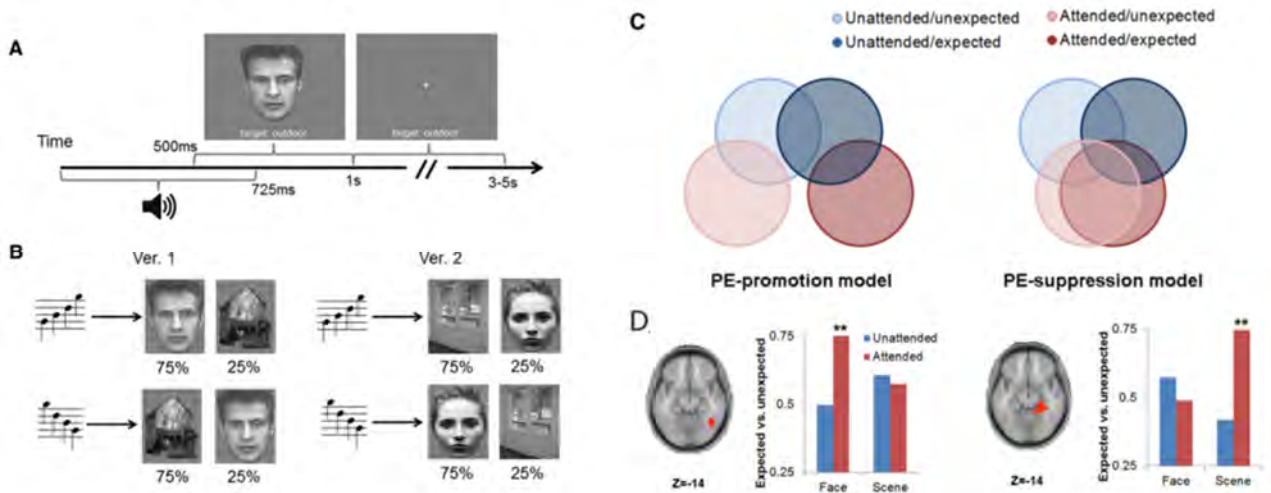 A
target: outdoor
target: outdoor
Time
500ms
725ms
1s
3-5s
B
Ver. 1
Ver. 2
75%
25%
75%
25%
75%
25%
75%
25%
C
Unattended/unexpected
Attended/unexpected
Unattended/expected
Attended/expected
PE-promotion model
PE-suppression model
D
Z=-14
Expected vs. unexpected
0.75
0.5
0.25
**
Unattended
Attended
Face
Scene
Z=-14
Expected vs. unexpected
0.75
0.5
0.25
**
Face
Scene